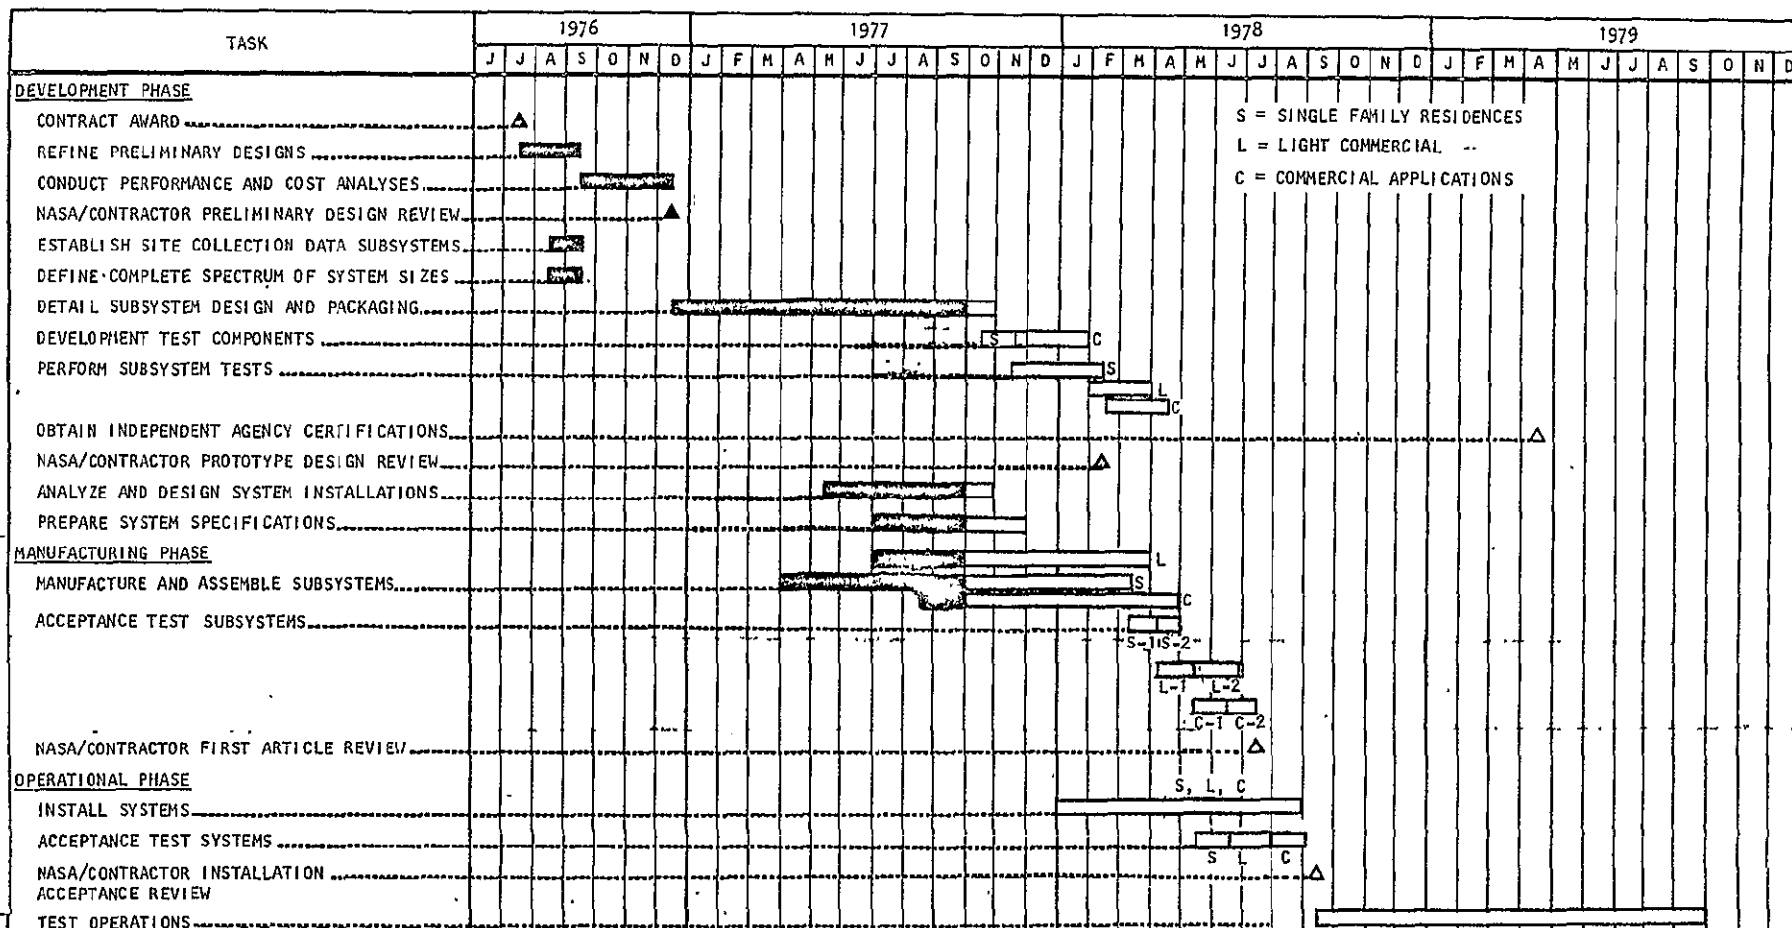 TASK
1976 1977 1978 1979
J J A S O N D J F M A M J J A S O N D J F M A M J J A S O N D J F M A M J J A S O N D
DEVELOPMENT PHASE
CONTRACT AWARD
S = SINGLE FAMILY RESIDENCES
REFINE PRELIMINARY DESIGNS
L = LIGHT COMMERCIAL
CONDUCT PERFORMANCE AND COST ANALYSES
C = COMMERCIAL APPLICATIONS
NASA/CONTRACTOR PRELIMINARY DESIGN REVIEW
ESTABLISH SITE COLLECTION DATA SUBSYSTEMS
DEFINE COMPLETE SPECTRUM OF SYSTEM SIZES
DETAIL SUBSYSTEM DESIGN AND PACKAGING
DEVELOPMENT TEST COMPONENTS S L C
PERFORM SUBSYSTEM TESTS S
L
C
OBTAIN INDEPENDENT AGENCY CERTIFICATIONS
NASA/CONTRACTOR PROTOTYPE DESIGN REVIEW
ANALYZE AND DESIGN SYSTEM INSTALLATIONS
PREPARE SYSTEM SPECIFICATIONS
MANUFACTURING PHASE
L
MANUFACTURE AND ASSEMBLE SUBSYSTEMS S
C
ACCEPTANCE TEST SUBSYSTEMS
S-1 S-2
L-1 L-2
C-1 C-2
NASA/CONTRACTOR FIRST ARTICLE REVIEW
OPERATIONAL PHASE
S, L, C
INSTALL SYSTEMS
ACCEPTANCE TEST SYSTEMS
S L C
NASA/CONTRACTOR INSTALLATION
ACCEPTANCE REVIEW
TEST OPERATIONS